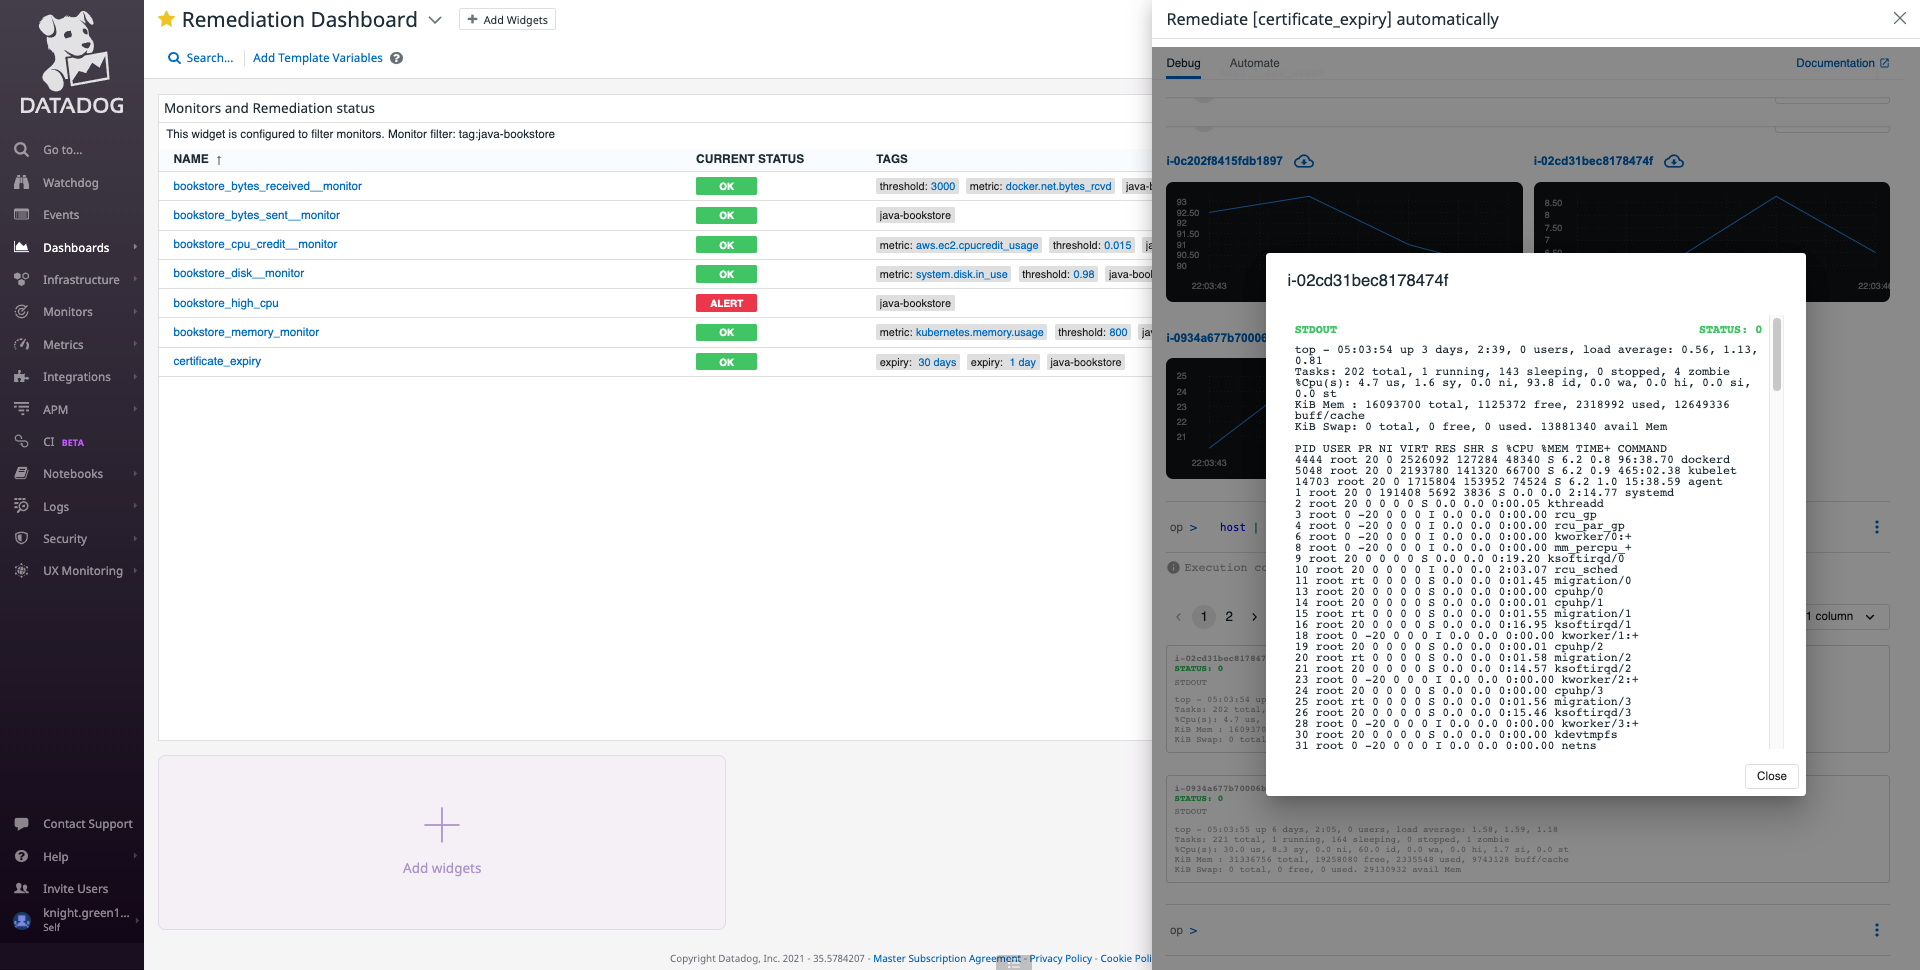 DATADOG
Go to...
Watchdog
Events
Dashboards
Infrastructure
Monitors
Metrics
Integrations
APM
CI BETA
Notebooks
Logs
Security
UX Monitoring
Contact Support
Help
Invite Users
knight.green1...
Self
Remediation Dashboard
+ Add Widgets
Search...
Add Template Variables
Monitors and Remediation status
This widget is configured to filter monitors. Monitor filter: tag:java-bookstore
NAME ↑ CURRENT STATUS TAGS
bookstore_bytes_received__monitor OK threshold: 3000 metric: docker.net.bytes_rcvd java-b
bookstore_bytes_sent__monitor OK java-bookstore
bookstore_cpu_credit__monitor OK metric: aws.ec2.cpucredit_usage threshold: 0.015 ja
bookstore_disk__monitor OK metric: system.disk.in_use threshold: 0.98 java-boo
bookstore_high_cpu ALERT java-bookstore
bookstore_memory_monitor OK metric: kubernetes.memory.usage threshold: 800 ja
certificate_expiry OK expiry: 30 days expiry: 1 day java-bookstore
Add widgets
Copyright Datadog, Inc. 2021 - 35.5784207 - Master Subscription Agreement - Privacy Policy - Cookie Poli
Remediate [certificate_expiry] automatically
Debug Automate Documentation
i-0c202f8415fdb1897 i-02cd31bec8178474f
93
92.50
92
91.50
91
90.50
90
22:03:43
8.50
8
7.50
7
6.50
22:03:4
i-0934a677b70006
25
24
23
22
21
22:03:43
op > host |
Execution co
1 2
1 column
i-02cd31bec817847
STATUS: 0
STDOUT
top - 05:03:54 up
Tasks: 202 total,
%Cpu(s): 4.7 us,
KiB Mem : 1609370
KiB Swap: 0 total
i-0934a677b70006b
STATUS: 0
STDOUT
top - 05:03:55 up 6 days, 2:05, 0 users, load average: 1.58, 1.59, 1.18
Tasks: 221 total, 1 running, 164 sleeping, 0 stopped, 1 zombie
%Cpu(s): 30.0 us, 8.3 sy, 0.0 ni, 60.0 id, 0.0 wa, 0.0 hi, 1.7 si, 0.0 st
KiB Mem : 31336756 total, 19258080 free, 2335548 used, 9743128 buff/cache
KiB Swap: 0 total, 0 free, 0 used. 29130932 avail Mem
op >
i-02cd31bec8178474f
STDOUT STATUS: 0
top - 05:03:54 up 3 days, 2:39, 0 users, load average: 0.56, 1.13,
0.81
Tasks: 202 total, 1 running, 143 sleeping, 0 stopped, 4 zombie
%Cpu(s): 4.7 us, 1.6 sy, 0.0 ni, 93.8 id, 0.0 wa, 0.0 hi, 0.0 si,
0.0 st
KiB Mem : 16093700 total, 1125372 free, 2318992 used, 12649336
buff/cache
KiB Swap: 0 total, 0 free, 0 used. 13881340 avail Mem
PID USER PR NI VIRT RES SHR S %CPU %MEM TIME+ COMMAND
4444 root 20 0 2526092 127284 48340 S 6.2 0.8 96:38.70 dockerd
5048 root 20 0 2193780 141320 66700 S 6.2 0.9 465:02.38 kubelet
14703 root 20 0 1715804 153952 74524 S 6.2 1.0 15:38.59 agent
1 root 20 0 191408 5692 3836 S 0.0 0.0 2:14.77 systemd
2 root 20 0 0 0 0 S 0.0 0.0 0:00.05 kthreadd
3 root 0 -20 0 0 0 I 0.0 0.0 0:00.00 rcu_gp
4 root 0 -20 0 0 0 I 0.0 0.0 0:00.00 rcu_par_gp
6 root 0 -20 0 0 0 I 0.0 0.0 0:00.00 kworker/0:+
8 root 0 -20 0 0 0 I 0.0 0.0 0:00.00 mm_percpu_+
9 root 20 0 0 0 0 S 0.0 0.0 0:19.20 ksoftirqd/0
10 root 20 0 0 0 0 I 0.0 0.0 2:03.07 rcu_sched
11 root rt 0 0 0 0 S 0.0 0.0 0:01.45 migration/0
13 root 20 0 0 0 0 S 0.0 0.0 0:00.00 cpuhp/0
14 root 20 0 0 0 0 S 0.0 0.0 0:00.01 cpuhp/1
15 root rt 0 0 0 0 S 0.0 0.0 0:01.55 migration/1
16 root 20 0 0 0 0 S 0.0 0.0 0:16.95 ksoftirqd/1
18 root 0 -20 0 0 0 I 0.0 0.0 0:00.00 kworker/1:+
19 root 20 0 0 0 0 S 0.0 0.0 0:00.01 cpuhp/2
20 root rt 0 0 0 0 S 0.0 0.0 0:01.58 migration/2
21 root 20 0 0 0 0 S 0.0 0.0 0:14.57 ksoftirqd/2
23 root 0 -20 0 0 0 I 0.0 0.0 0:00.00 kworker/2:+
24 root 20 0 0 0 0 S 0.0 0.0 0:00.00 cpuhp/3
25 root rt 0 0 0 0 S 0.0 0.0 0:01.56 migration/3
26 root 20 0 0 0 0 S 0.0 0.0 0:15.46 ksoftirqd/3
28 root 0 -20 0 0 0 I 0.0 0.0 0:00.00 kworker/3:+
30 root 20 0 0 0 0 S 0.0 0.0 0:00.00 kdevtmpfs
31 root 0 -20 0 0 0 I 0.0 0.0 0:00.00 netns
Close